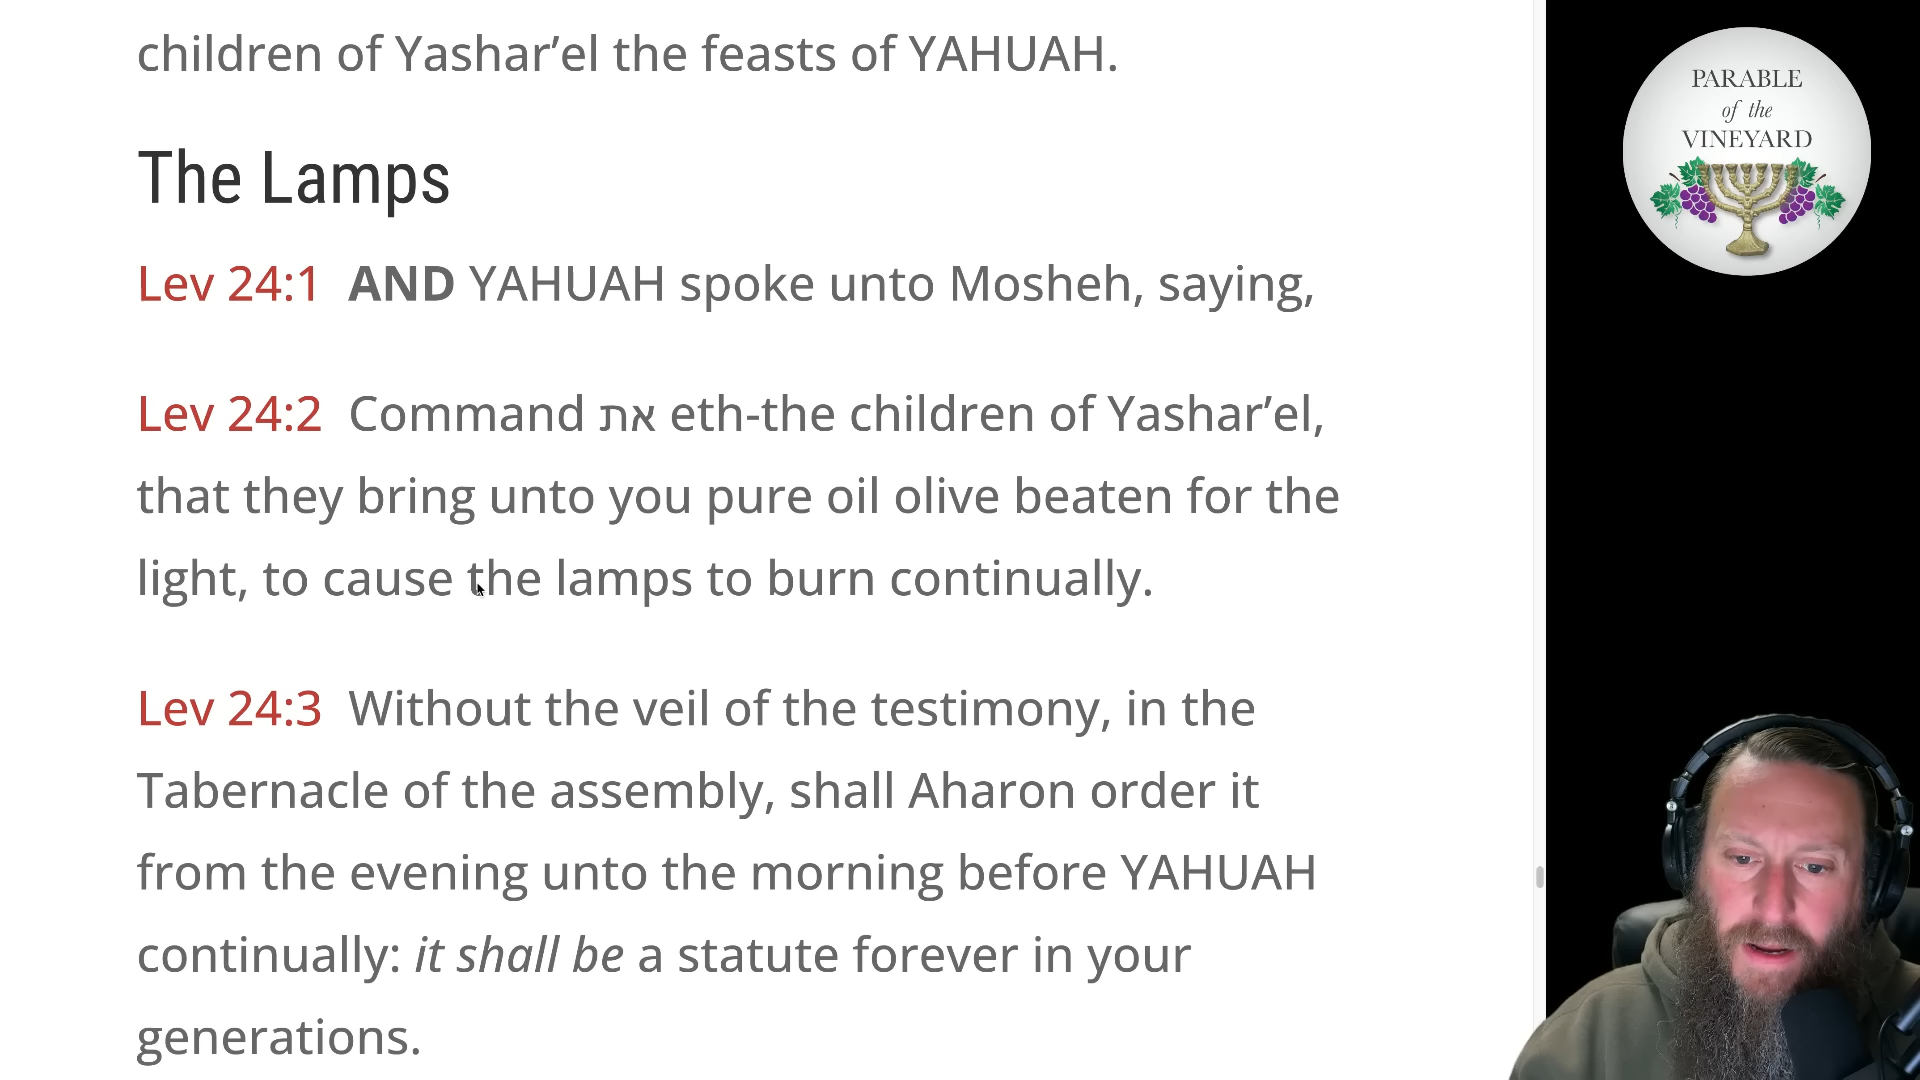 children of Yashar’el the feasts of YAHUAH.
The Lamps
Lev 24:1 AND YAHUAH spoke unto Mosheh, saying,
Lev 24:2 Command את eth-the children of Yashar’el,
that they bring unto you pure oil olive beaten for the
light, to cause the lamps to burn continually.
Lev 24:3 Without the veil of the testimony, in the
Tabernacle of the assembly, shall Aharon order it
from the evening unto the morning before YAHUAH
continually: it shall be a statute forever in your
generations.
PARABLE
of the
VINEYARD